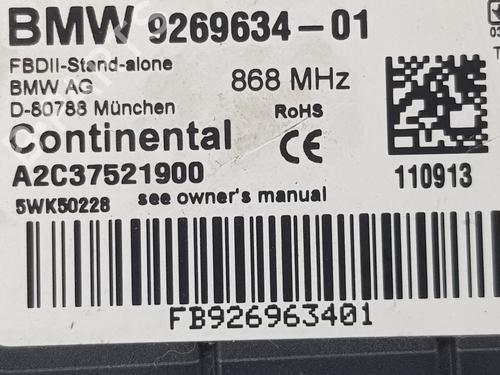 BMW 9269634-01
FBDII-Stand-alone
BMW AG
868 MHz
D-80788 München
RoHS
Continental
CE
A2C37521900
110913
5WK50228
see owner's manual
FB926963401